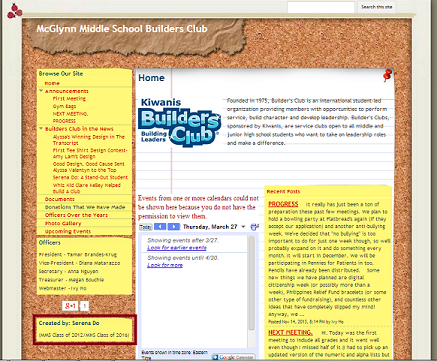 Search this site
McGlynn Middle School Builders Club
Browse Our Site
Home
Announcements
First Meeting
Gym Bags
NEXT MEETING.
PROGRESS
Builders Club in the News
Alyssa's Winning Design in The
Transcript
First Tee Shirt Design Contest-
Amy Lam's Design
Good Design, Good Cause Sent
Alyssa Valentyn to the Top
Serena Do: A Stand-Out Student
Whiz Kid Claire Kelley Helped
Build A Club
Documents
Donations That We Have Made
Officers Over the Years
Photo Gallery
Upcoming Events
Officers
President - Tamar Brandes-Krug
Vice-President - Diana Matarazzo
Secretary - Anna Nguyen
Treasurer - Megan Bouchie
Webmaster - Ivy Ho
g+1
1
Created by: Serena Do
(MMS Class of 2012/MHS Class of 2016)
Home
Kiwanis
Builders
Club
Building
Leaders
Founded in 1975, Builder's Club is an international student-led
organization providing members with opportunities to perform
service, build character and develop leadership. Builder's Clubs,
sponsored by Kiwanis, are service clubs open to all middle and
junior high school students who want to take on leadership roles
and make a difference.
Events from one or more calendars could not
be shown here because you do not have the
permission to view them.
Today
Thursday, March 27
Showing events after 3/27.
Look for earlier events
Showing events until 4/20.
Look for more
Events shown in time zone: Eastern
Time
Google Calendar
Recent Posts
PROGRESS It really has just been a ton of
preparation these past few meetings. We plan to
hold a bowling party at Flatbreads again (if they
accept our application) and another anti-bullying
week. We've decided that 'no bullying' is too
important to do for just one week though, so we'll
probably expand on it and do something every
month. It will start in December. We will be
participating in Pennies for Patients in too.
Pencils have already been distributed. Some
new things we have planned are digital
citizenship week (or possibly more than a
week), Philippines Relief Fund bracelets (or some
other type of fundraising), and countless other
ideas that have completely slipped my mind!
anyway, we ...
Posted Nov 14, 2013, 8:14 PM by Ivy Ho
NEXT MEETING. Hi. Today was the first
meeting to include all grades and it went well
even though i missed half of it :) had to pick up an
updated version of the numeric and alpha lists but